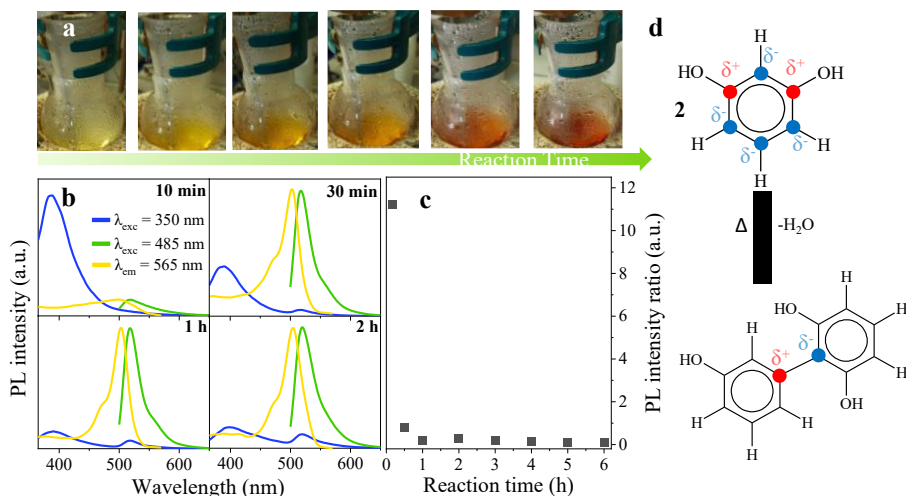 a
Reaction Time
b
10 min
λexc = 350 nm
λexc = 485 nm
λem = 565 nm
30 min
1 h
2 h
PL intensity (a.u.)
400
500
600
400
500
600
Wavelength (nm)
c
12
10
8
6
4
2
0
PL intensity ratio (a.u.)
0
1
2
3
4
5
6
Reaction time (h)
d
H
HO
δ+
δ-
δ+
OH
2
δ-
δ-
H
δ-
H
H
Δ
-H₂O
H
HO
H
δ-
δ+
H
HO
H
OH
H
H
H